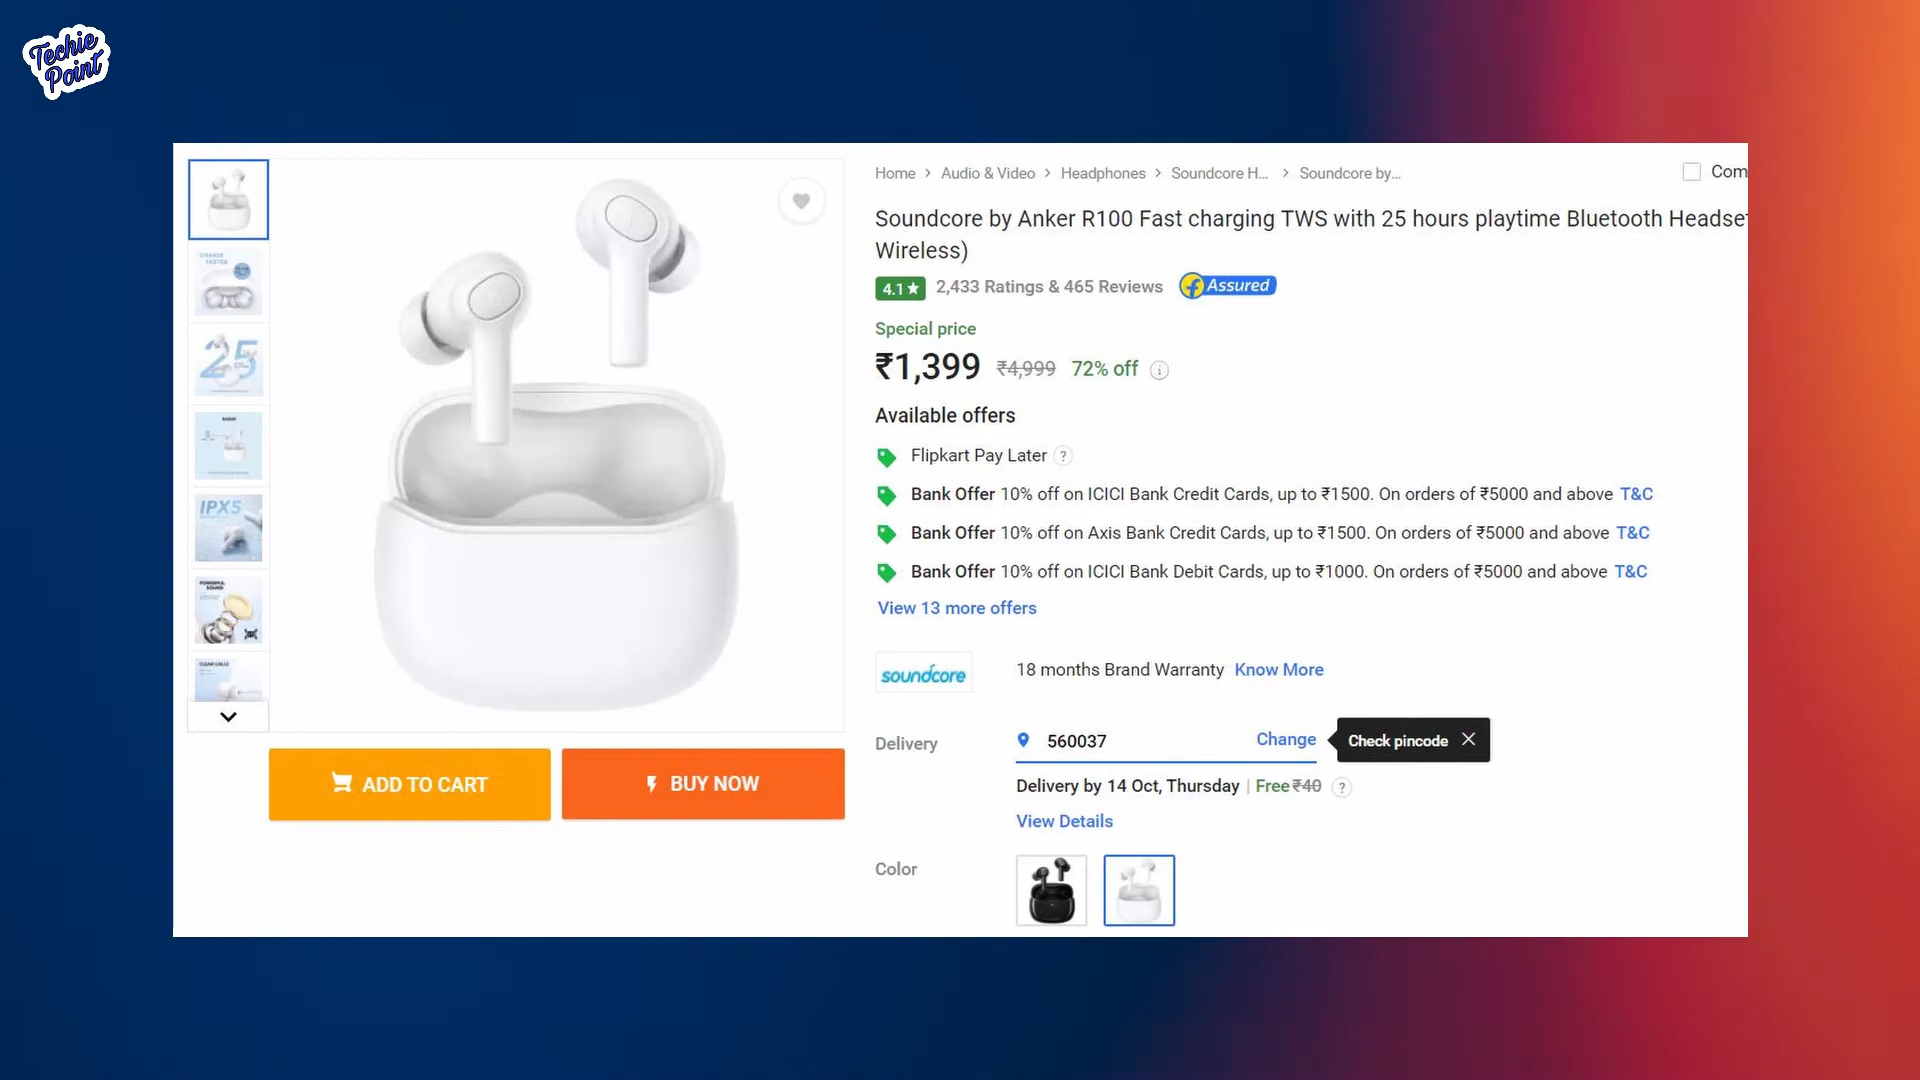 Techie
Point
CHARGE
FASTER
25
IPX5
POWERFUL
SOUND
CLEAR CALLS
ADD TO CART
BUY NOW
Home > Audio & Video > Headphones > Soundcore H... > Soundcore by...
Com
Soundcore by Anker R100 Fast charging TWS with 25 hours playtime Bluetooth Headse
Wireless)
4.1★ 2,433 Ratings & 465 Reviews f Assured
Special price
₹1,399 ₹4,999 72% off i
Available offers
Flipkart Pay Later ?
Bank Offer 10% off on ICICI Bank Credit Cards, up to ₹1500. On orders of ₹5000 and above T&C
Bank Offer 10% off on Axis Bank Credit Cards, up to ₹1500. On orders of ₹5000 and above T&C
Bank Offer 10% off on ICICI Bank Debit Cards, up to ₹1000. On orders of ₹5000 and above T&C
View 13 more offers
soundcore 18 months Brand Warranty Know More
Delivery 560037 Change Check pincode
Delivery by 14 Oct, Thursday | Free ₹40 ?
View Details
Color